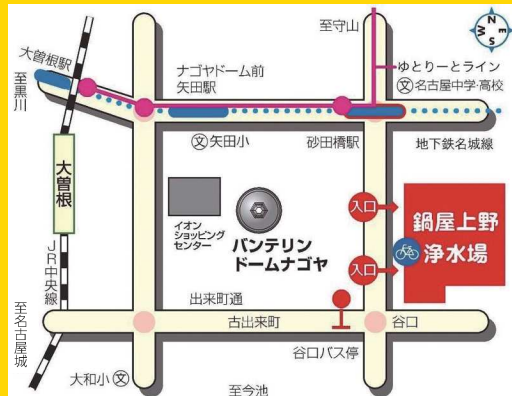 至守山
N
E
S
W
大曽根駅
ナゴヤドーム前
矢田駅
ゆとりーとライン
文名古屋中学・高校
至黒川
文矢田小
砂田橋駅
地下鉄名城線
大曽根
イオン
ショッピング
センター
バンテリン
ドームナゴヤ
入口
鍋屋上野
浄水場
入口
JR中央線
至名古屋城
出来町通
古出来町
谷口
谷口バス停
大和小文
至今池